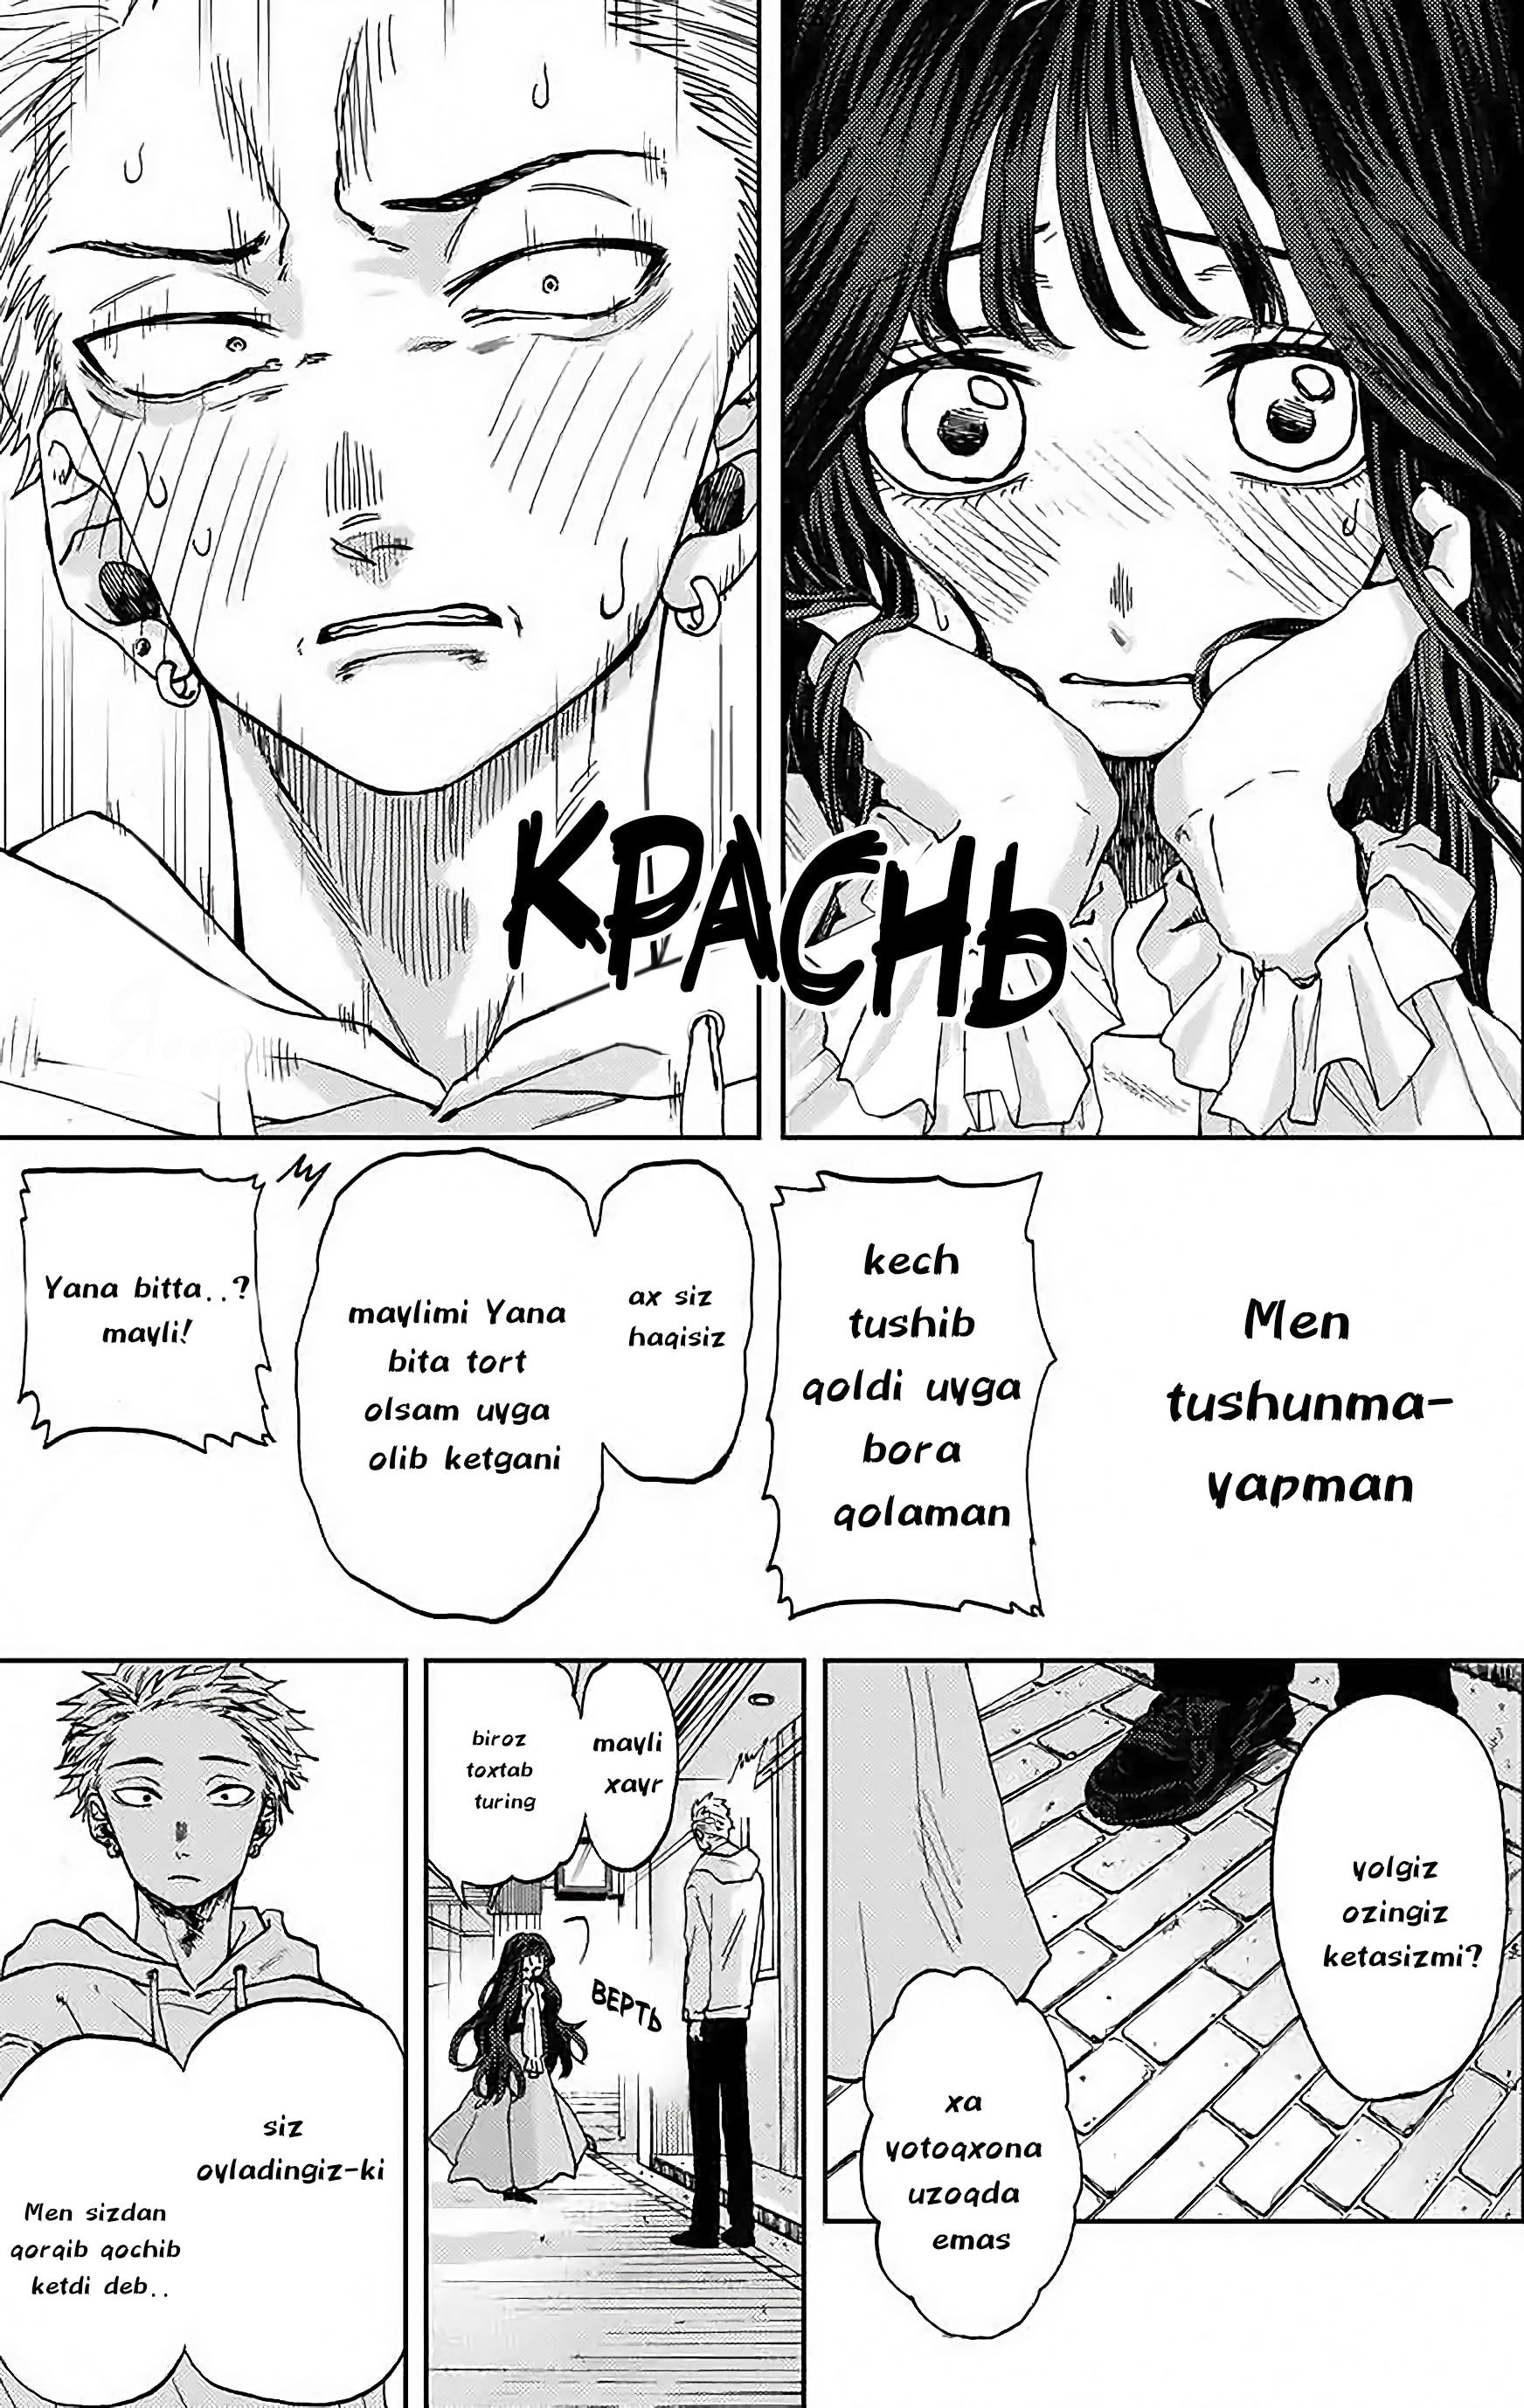 КРАСНЬ
Men
tushunma-
yapman
kech
tushib
qoldi uyga
bora
qolaman
ax siz
haqisiz
maylimi Yana
bita tort
olsam uyga
olib ketgani
Yana bitta..?
mayli!
yolgiz
ozingiz
ketasizmi?
xa
yotoqxona
uzoqda
emas
mayli
xayr
biroz
toxtab
turing
ВЕРТЬ
siz
oyladingiz-ki
Men sizdan
qorqib qochib
ketdi deb..